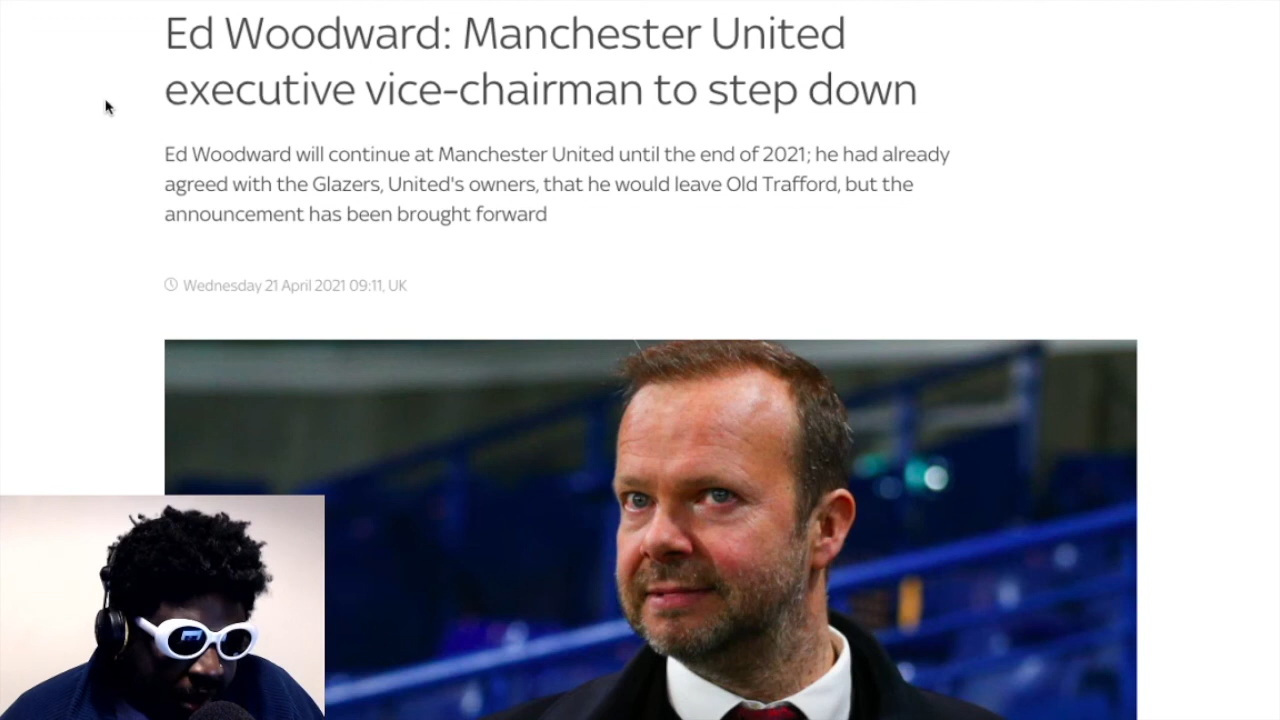 Ed Woodward: Manchester United
executive vice-chairman to step down
Ed Woodward will continue at Manchester United until the end of 2021; he had already
agreed with the Glazers, United's owners, that he would leave Old Trafford, but the
announcement has been brought forward
Wednesday 21 April 2021 09:11, UK